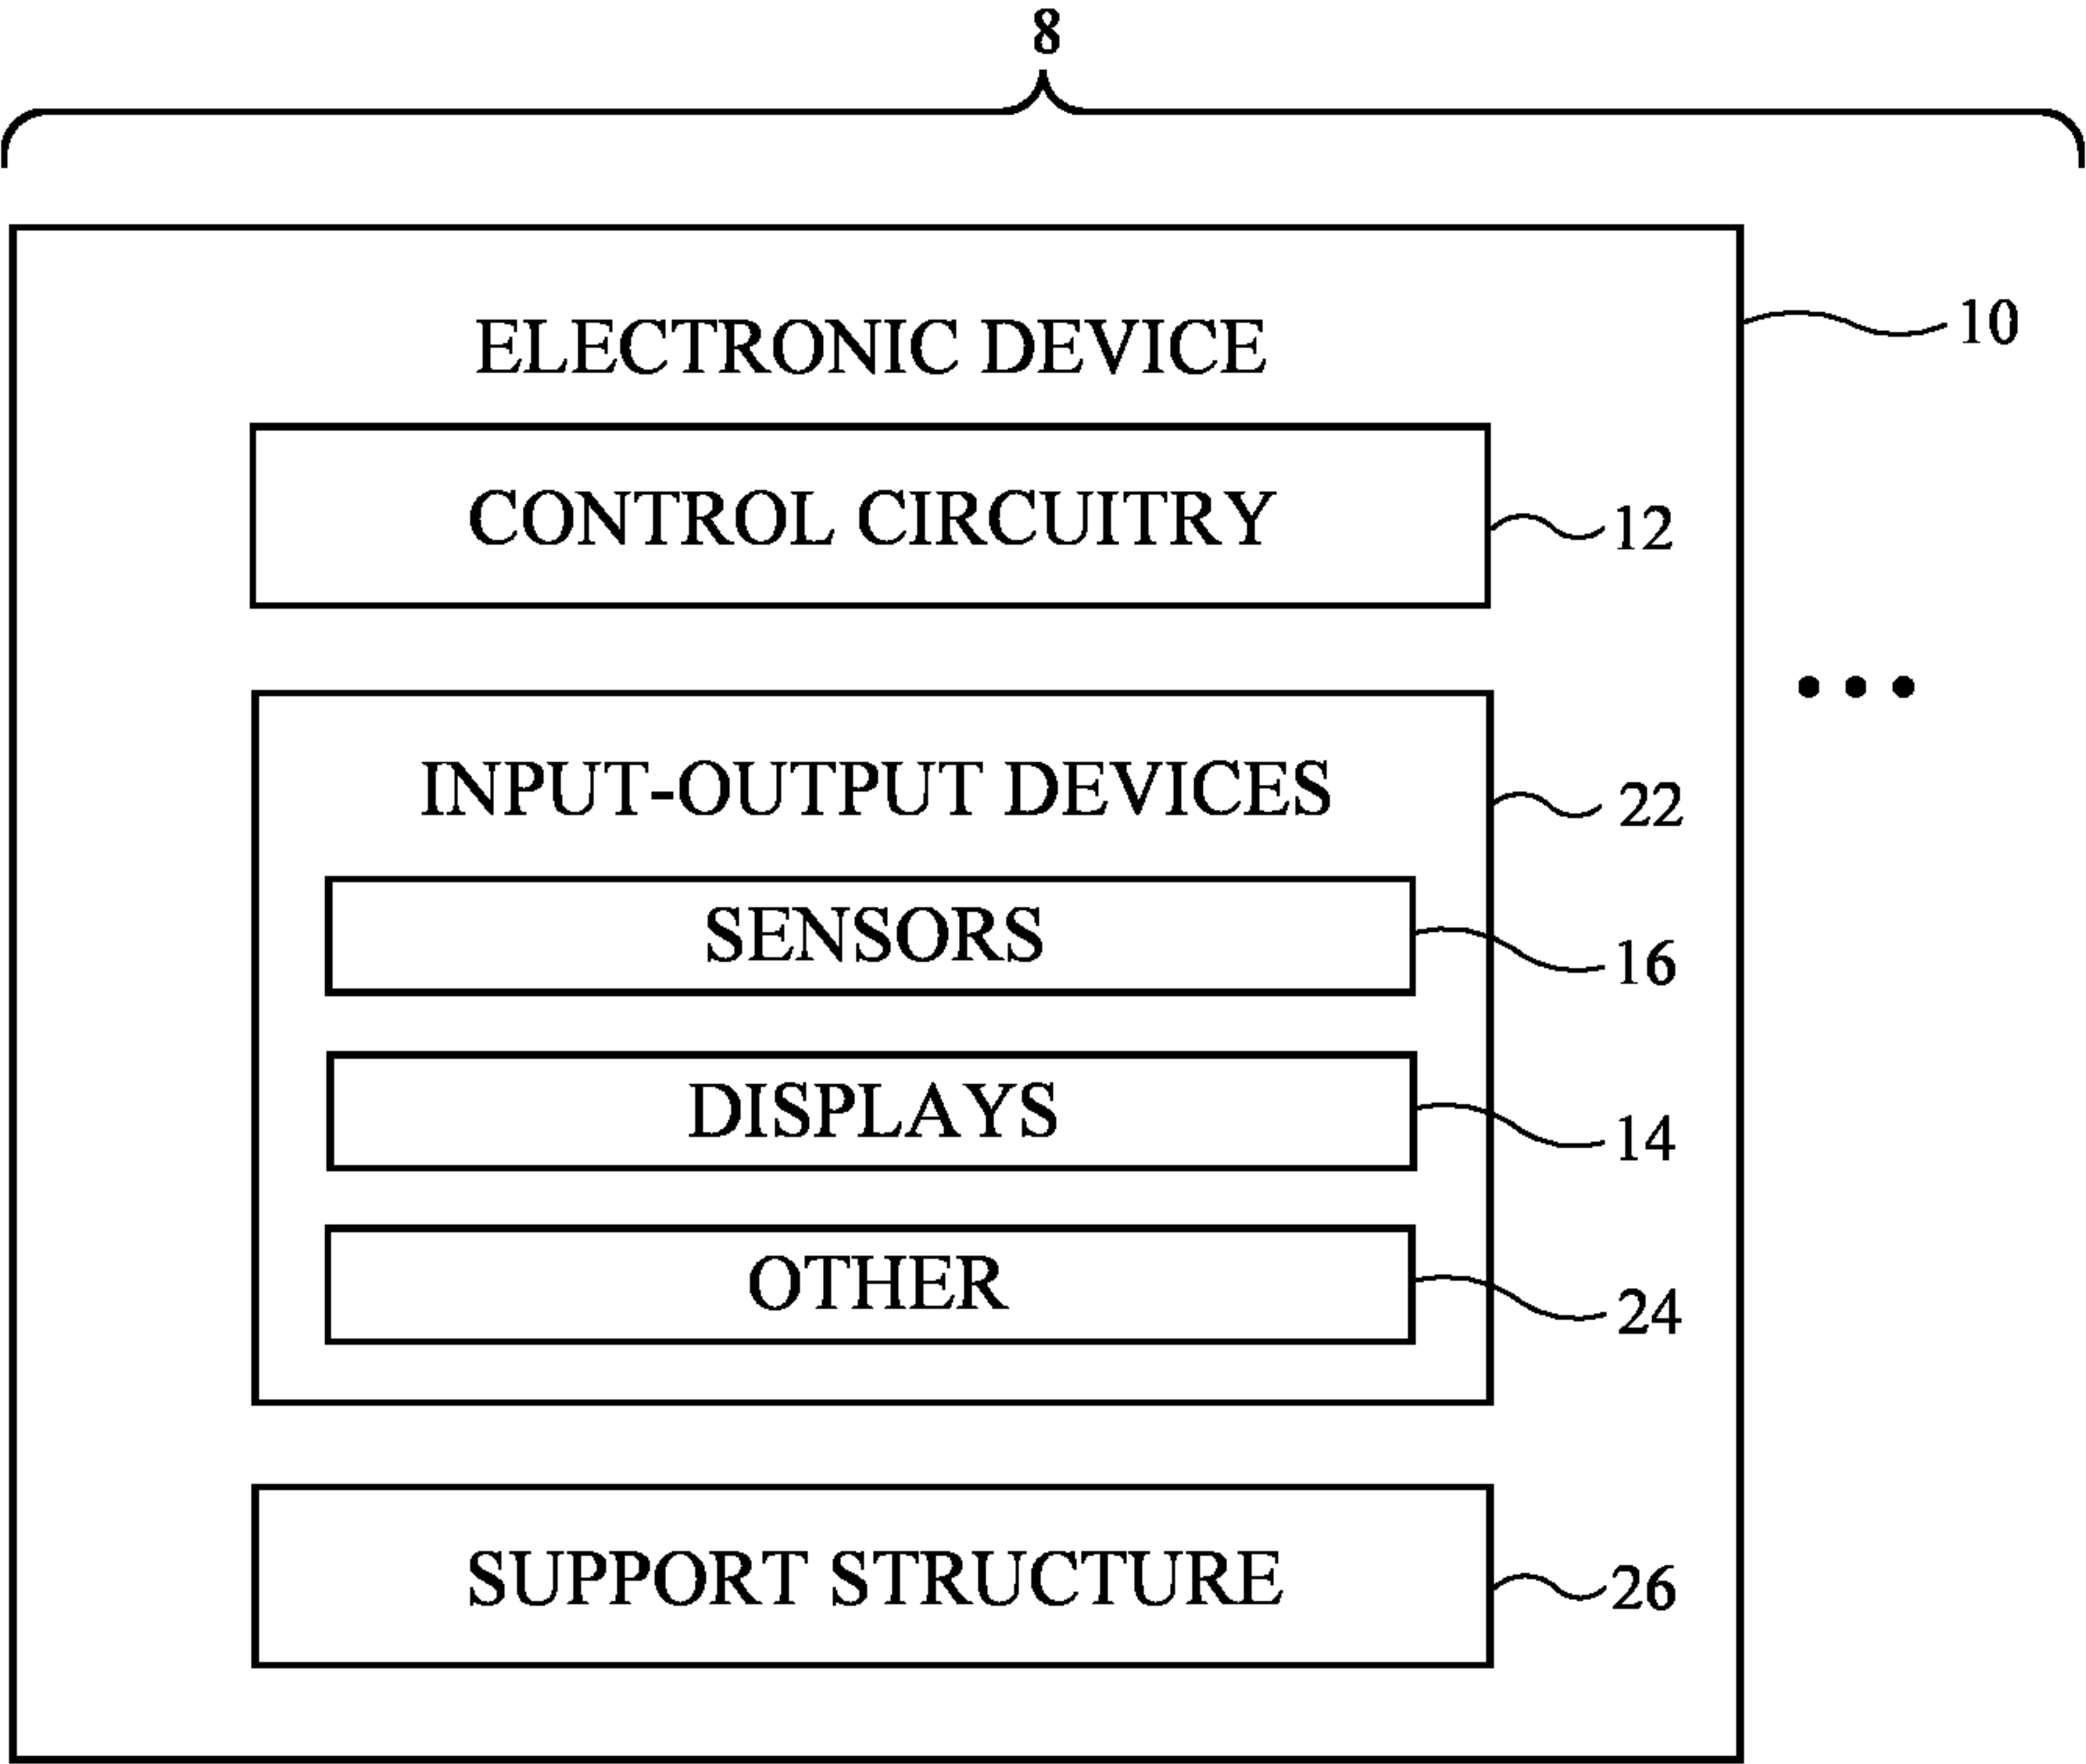 8
ELECTRONIC DEVICE
10
CONTROL CIRCUITRY
12
INPUT-OUTPUT DEVICES
22
SENSORS
16
DISPLAYS
14
OTHER
24
SUPPORT STRUCTURE
26